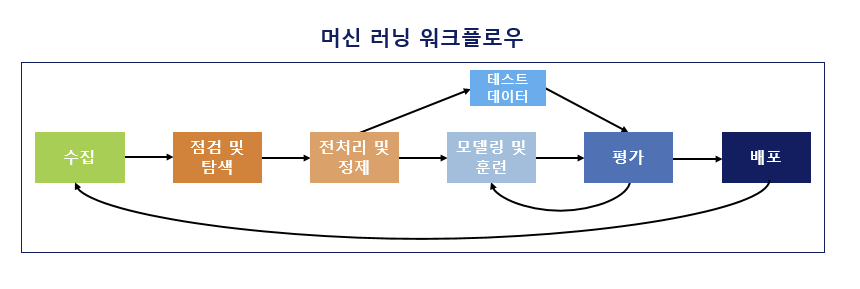 머신 러닝 워크플로우
테스트
데이터
수집
점검 및
탐색
전처리 및
정제
모델링 및
훈련
평가
배포